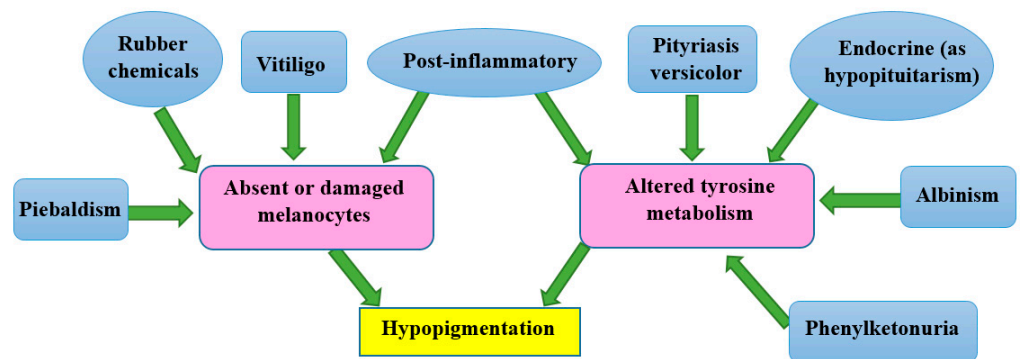 Rubber
chemicals
Vitiligo
Post-inflammatory
Pityriasis
versicolor
Endocrine (as
hypopituitarism)
Piebaldism
Absent or damaged
melanocytes
Altered tyrosine
metabolism
Albinism
Hypopigmentation
Phenylketonuria